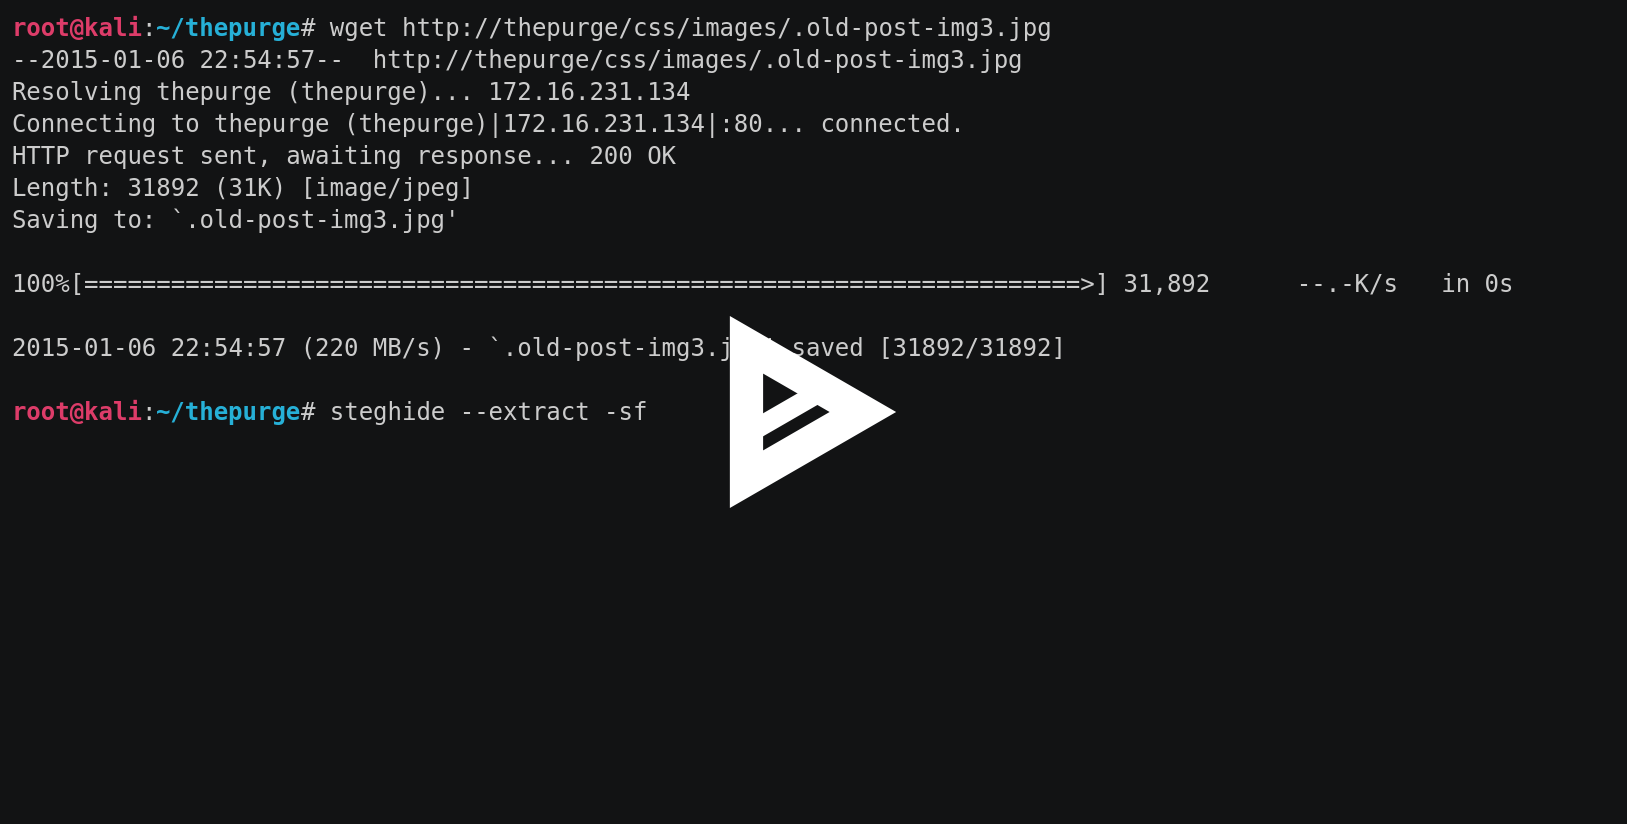 root@kali:~/thepurge# wget http://thepurge/css/images/.old-post-img3.jpg
--2015-01-06 22:54:57--  http://thepurge/css/images/.old-post-img3.jpg
Resolving thepurge (thepurge)... 172.16.231.134
Connecting to thepurge (thepurge)|172.16.231.134|:80... connected.
HTTP request sent, awaiting response... 200 OK
Length: 31892 (31K) [image/jpeg]
Saving to: `.old-post-img3.jpg'
100%[=====================================================================>] 31,892      --.-K/s   in 0s
2015-01-06 22:54:57 (220 MB/s) - saved [31892/31892]
root@kali:~/thepurge# steghide --extract -sf